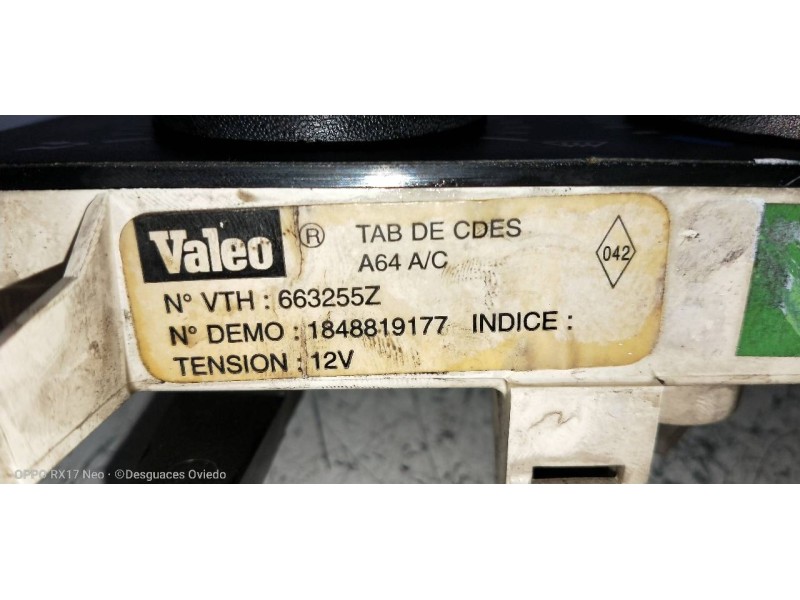 Valeo ® TAB DE CDES
A64 A/C
042
N° VTH : 663255Z
N° DEMO : 1848819177 INDICE :
TENSION : 12V
OPPO RX17 Neo · ©Desguaces Oviedo